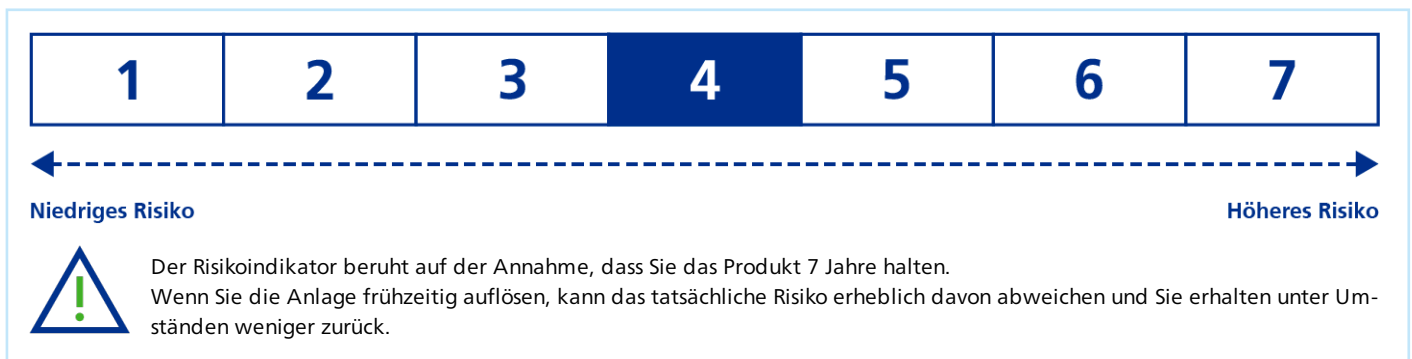 1 2 3 4 5 6 7
Niedriges Risiko Höheres Risiko
Der Risikoindikator beruht auf der Annahme, dass Sie das Produkt 7 Jahre halten.
Wenn Sie die Anlage frühzeitig auflösen, kann das tatsächliche Risiko erheblich davon abweichen und Sie erhalten unter Um-
ständen weniger zurück.